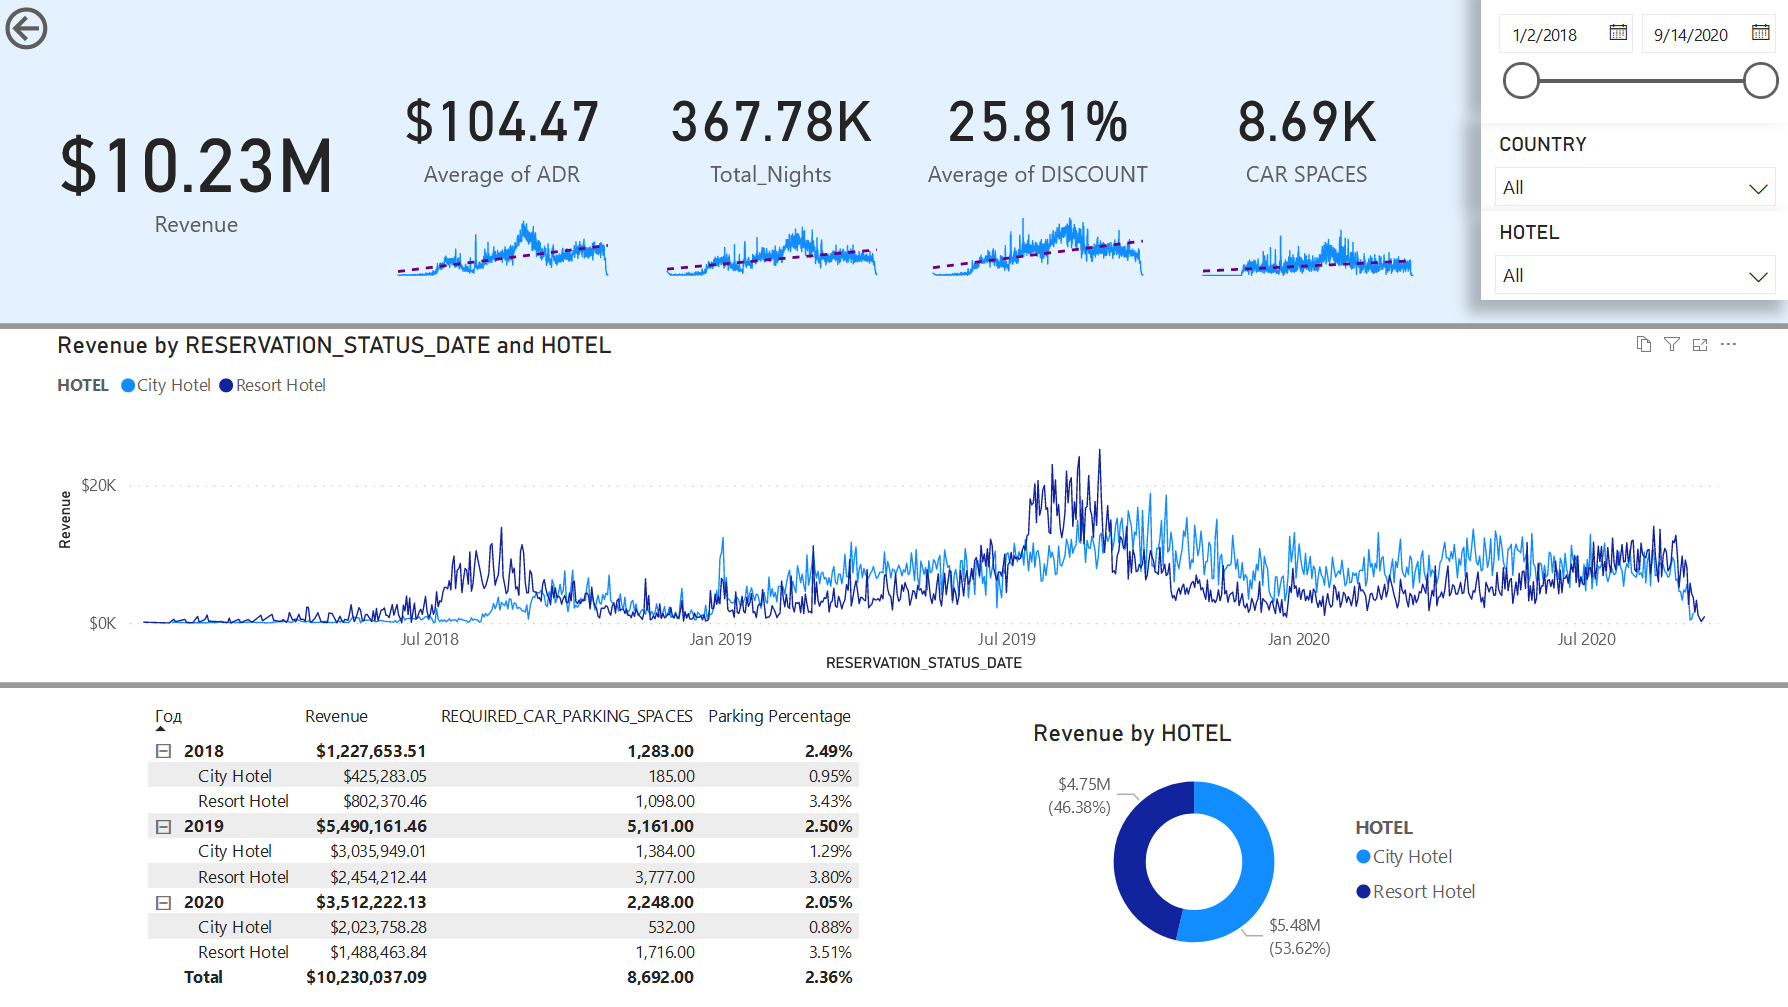 1/2/2018 9/14/2020
$10.23M
Revenue
$104.47
Average of ADR
367.78K
Total_Nights
25.81%
Average of DISCOUNT
8.69K
CAR SPACES
COUNTRY
All
HOTEL
All
Revenue by RESERVATION_STATUS_DATE and HOTEL
HOTEL City Hotel Resort Hotel
Revenue
$20K
$0K
Jul 2018 Jan 2019 Jul 2019 Jan 2020 Jul 2020
RESERVATION_STATUS_DATE
Год Revenue REQUIRED_CAR_PARKING_SPACES Parking Percentage
2018 $1,227,653.51 1,283.00 2.49%
City Hotel $425,283.05 185.00 0.95%
Resort Hotel $802,370.46 1,098.00 3.43%
2019 $5,490,161.46 5,161.00 2.50%
City Hotel $3,035,949.01 1,384.00 1.29%
Resort Hotel $2,454,212.44 3,777.00 3.80%
2020 $3,512,222.13 2,248.00 2.05%
City Hotel $2,023,758.28 532.00 0.88%
Resort Hotel $1,488,463.84 1,716.00 3.51%
Total $10,230,037.09 8,692.00 2.36%
Revenue by HOTEL
$4.75M
(46.38%)
$5.48M
(53.62%)
HOTEL
City Hotel
Resort Hotel